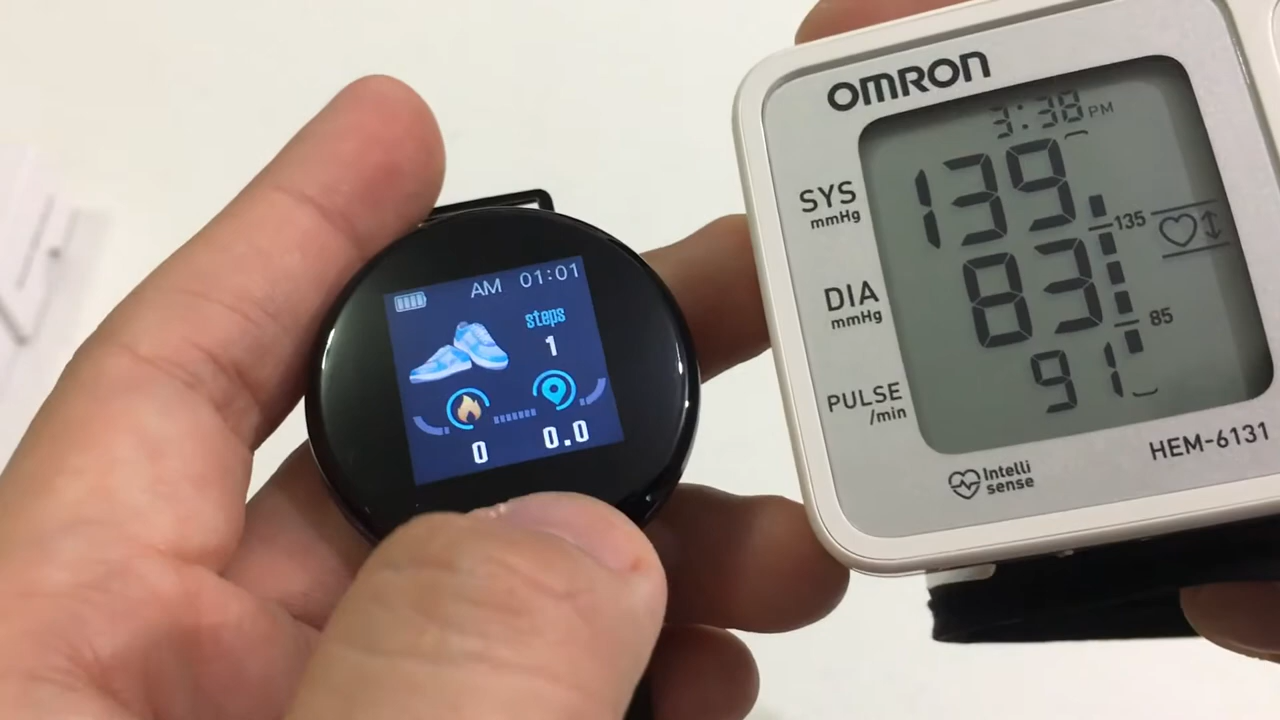 AM 01:01
steps
1
0
0.0
OMRON
3:38 PM
SYS
mmHg
139
135
DIA
mmHg
83
85
PULSE
/min
91
Intelli
sense
HEM-6131